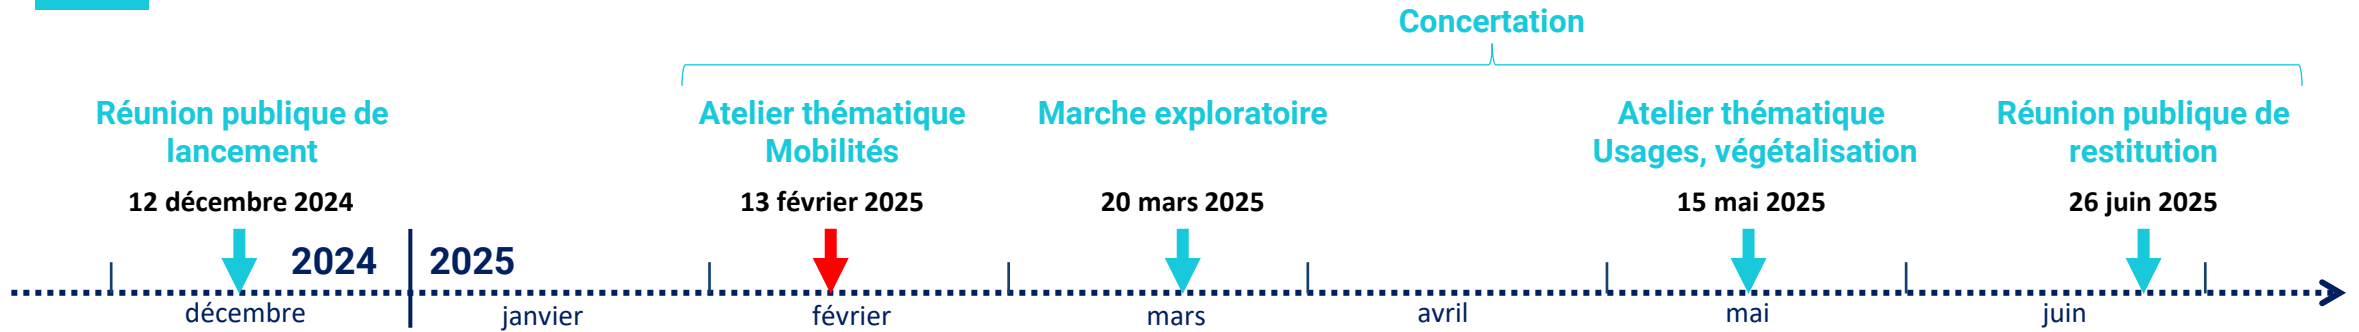 Concertation
Réunion publique de
lancement
12 décembre 2024
Atelier thématique
Mobilités
13 février 2025
Marche exploratoire
20 mars 2025
Atelier thématique
Usages, végétalisation
15 mai 2025
Réunion publique de
restitution
26 juin 2025
2024
2025
décembre
janvier
février
mars
avril
mai
juin